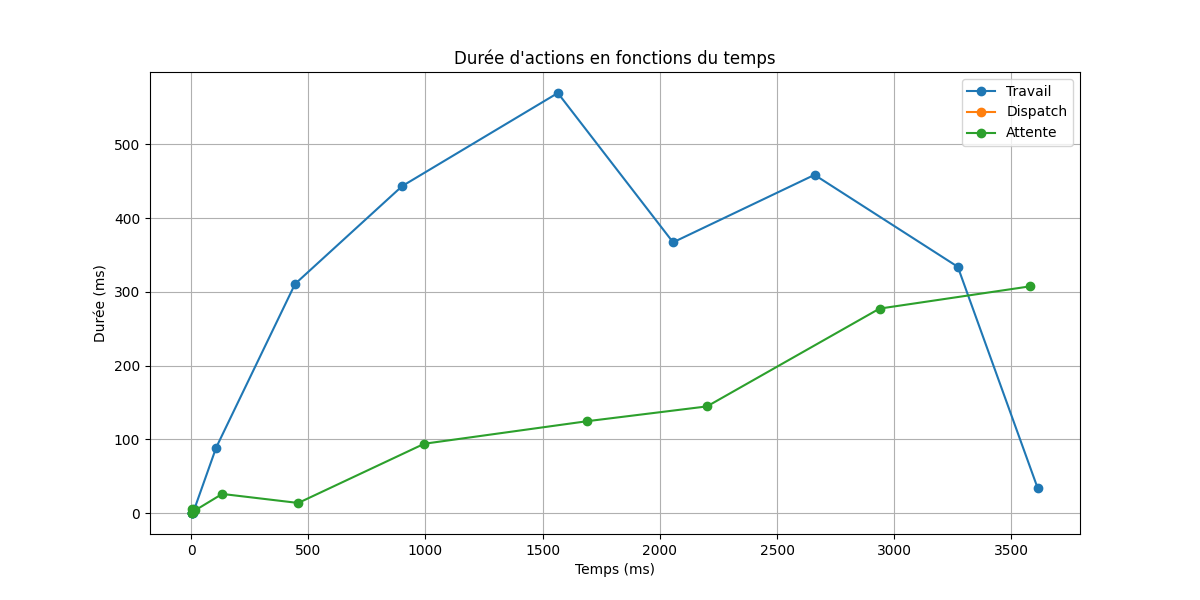 Durée d'actions en fonctions du temps
Travail
Dispatch
Attente
Durée (ms)
500
400
300
200
100
0
0 500 1000 1500 2000 2500 3000 3500
Temps (ms)